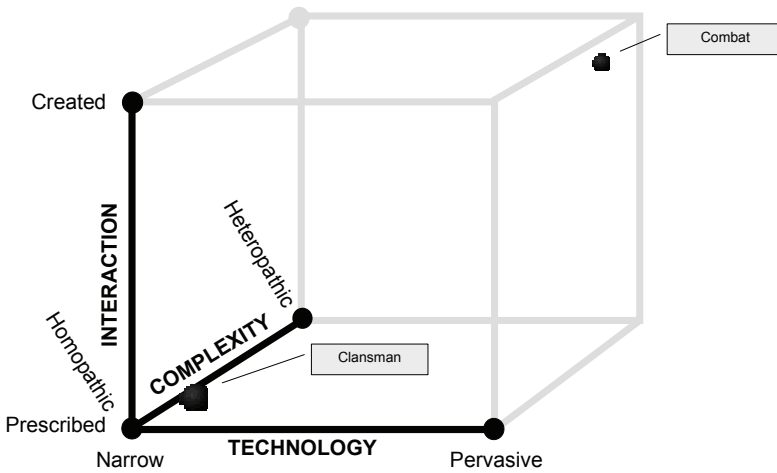 Combat
Created
INTERACTION
Heteropathic
Homopathic
COMPLEXITY
Clansman
Prescribed
TECHNOLOGY
Narrow
Pervasive